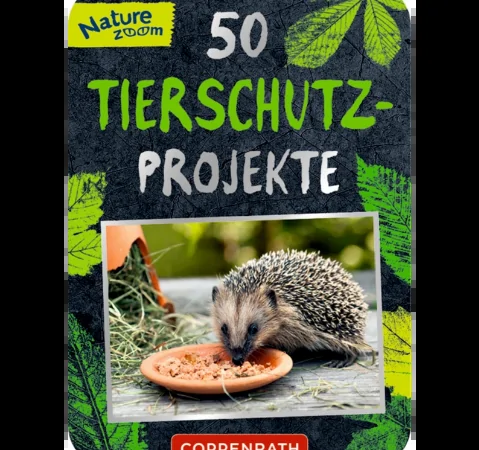 Nature
zoom
50
TIERSCHUTZ-
PROJEKTE
COPPENRATH